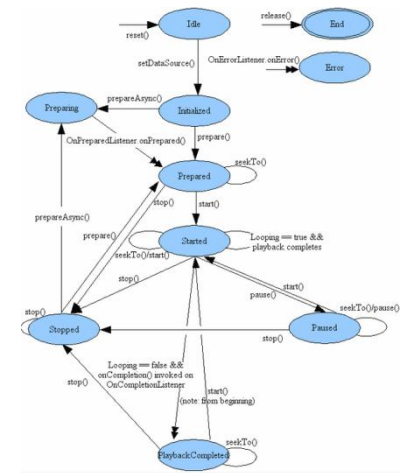 Idle
reset()
release()
End
setDataSource()
OnErrorListener.onError()
Error
Preparing
prepareAsync()
Initialized
OnPreparedListener.onPrepared()
prepare()
Prepared
seekTo()
prepareAsync()
prepare()
stop()
start()
Started
Looping == true &&
playback completes
seekTo()/start()
stop()
start()
pause()
stop()
Stopped
Paused
seekTo()/pause()
stop()
Looping == false &&
onCompletion() invoked on
OnCompletionListener
stop()
start()
(note: from beginning)
PlaybackCompleted
seekTo()